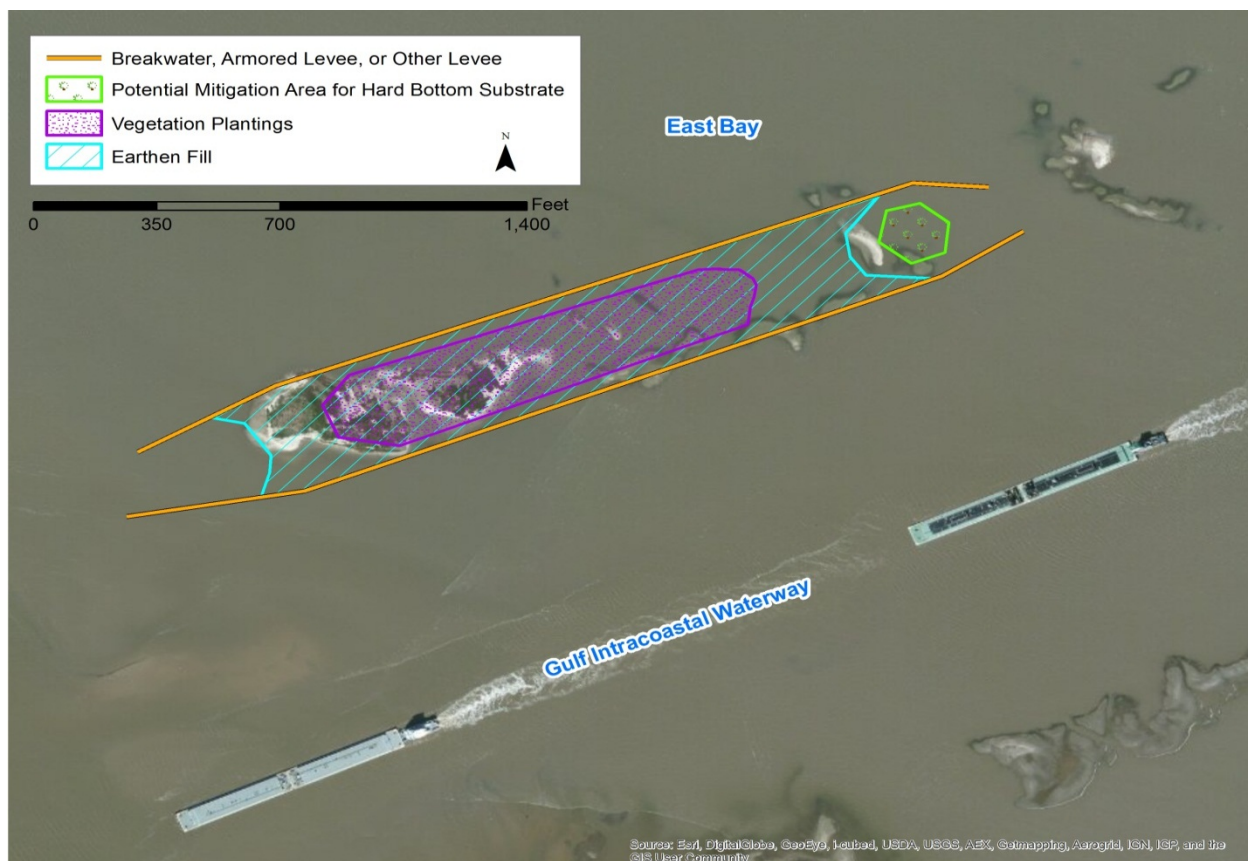 Breakwater, Armored Levee, or Other Levee
Potential Mitigation Area for Hard Bottom Substrate
Vegetation Plantings
Earthen Fill
N
Feet
0 350 700 1,400
East Bay
Gulf Intracoastal Waterway
Source: Esri, DigitalGlobe, GeoEye, i-cubed, USDA, USGS, AEX, Getmapping, Aerogrid, IGN, IGP, and the
GIS User Community